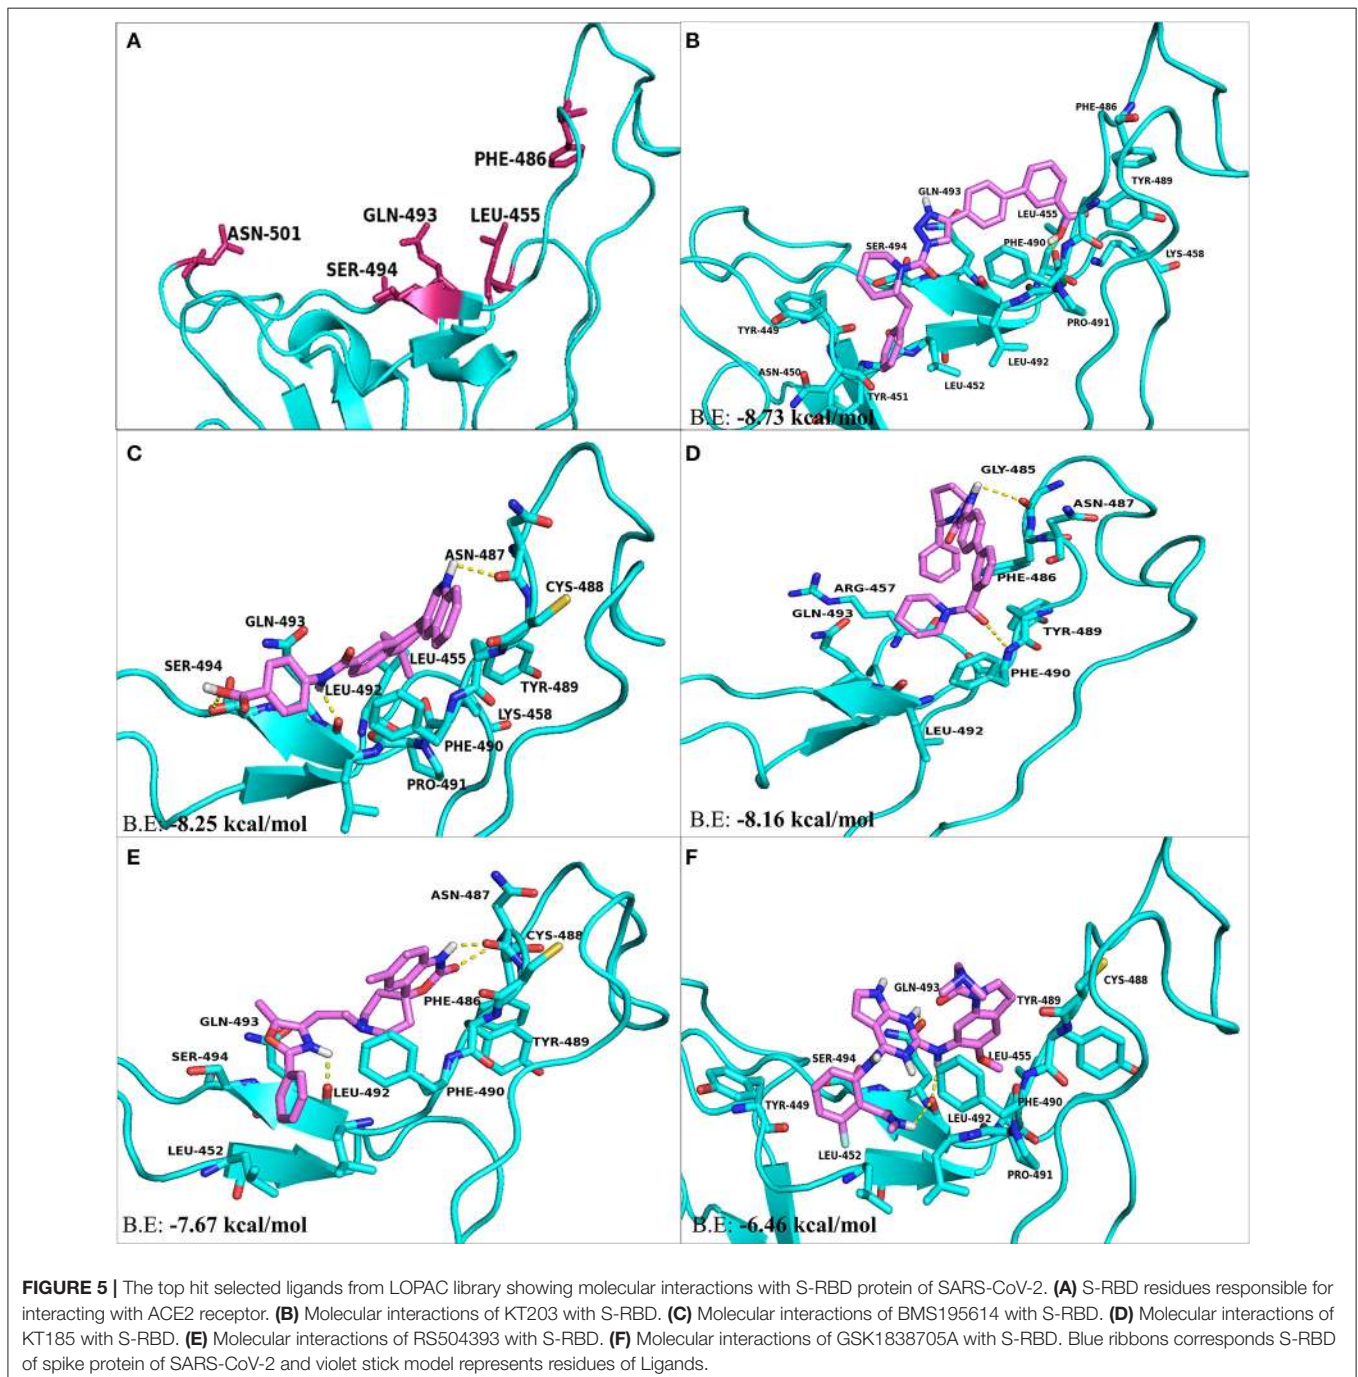 A
PHE-486
GLN-493
LEU-455
ASN-501
SER-494
B
PHE-486
GLN-493
TYR-489
LEU-455
SER-494
PHE-490
LYS-458
PRO-491
TYR-449
LEU-492
ASN-450
LEU-452
TYR-451
B.E: -8.73 kcal/mol
C
ASN-487
CYS-488
GLN-493
LEU-455
SER-494
LEU-492
TYR-489
LYS-458
PHE-490
PRO-491
B.E: -8.25 kcal/mol
D
GLY-485
ASN-487
PHE-486
ARG-457
GLN-493
TYR-489
PHE-490
LEU-492
B.E: -8.16 kcal/mol
E
ASN-487
CYS-488
PHE-486
GLN-493
TYR-489
SER-494
LEU-492
PHE-490
LEU-452
B.E: -7.67 kcal/mol
F
GLN-493
CYS-488
TYR-489
SER-494
LEU-455
TYR-449
PHE-490
LEU-492
LEU-452
PRO-491
B.E: -6.46 kcal/mol
FIGURE 5 | The top hit selected ligands from LOPAC library showing molecular interactions with S-RBD protein of SARS-CoV-2. (A) S-RBD residues responsible for
interacting with ACE2 receptor. (B) Molecular interactions of KT203 with S-RBD. (C) Molecular interactions of BMS195614 with S-RBD. (D) Molecular interactions of
KT185 with S-RBD. (E) Molecular interactions of RS504393 with S-RBD. (F) Molecular interactions of GSK1838705A with S-RBD. Blue ribbons corresponds S-RBD
of spike protein of SARS-CoV-2 and violet stick model represents residues of Ligands.